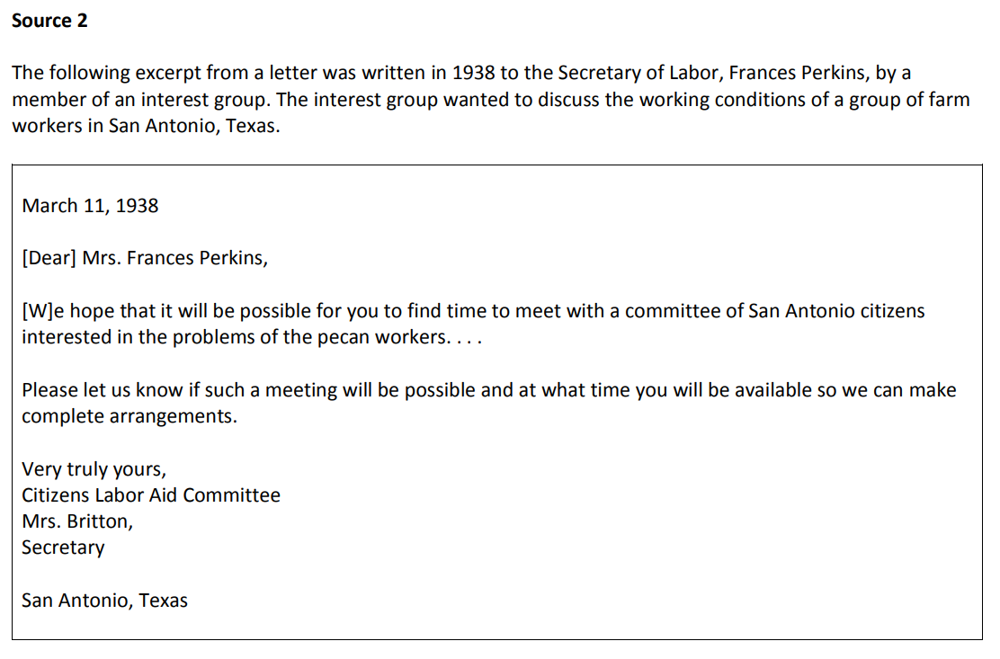 Source 2
The following excerpt from a letter was written in 1938 to the Secretary of Labor, Frances Perkins, by a
member of an interest group. The interest group wanted to discuss the working conditions of a group of farm
workers in San Antonio, Texas.
March 11, 1938
[Dear] Mrs. Frances Perkins,
[W]e hope that it will be possible for you to find time to meet with a committee of San Antonio citizens
interested in the problems of the pecan workers. . . .
Please let us know if such a meeting will be possible and at what time you will be available so we can make
complete arrangements.
Very truly yours,
Citizens Labor Aid Committee
Mrs. Britton,
Secretary
San Antonio, Texas